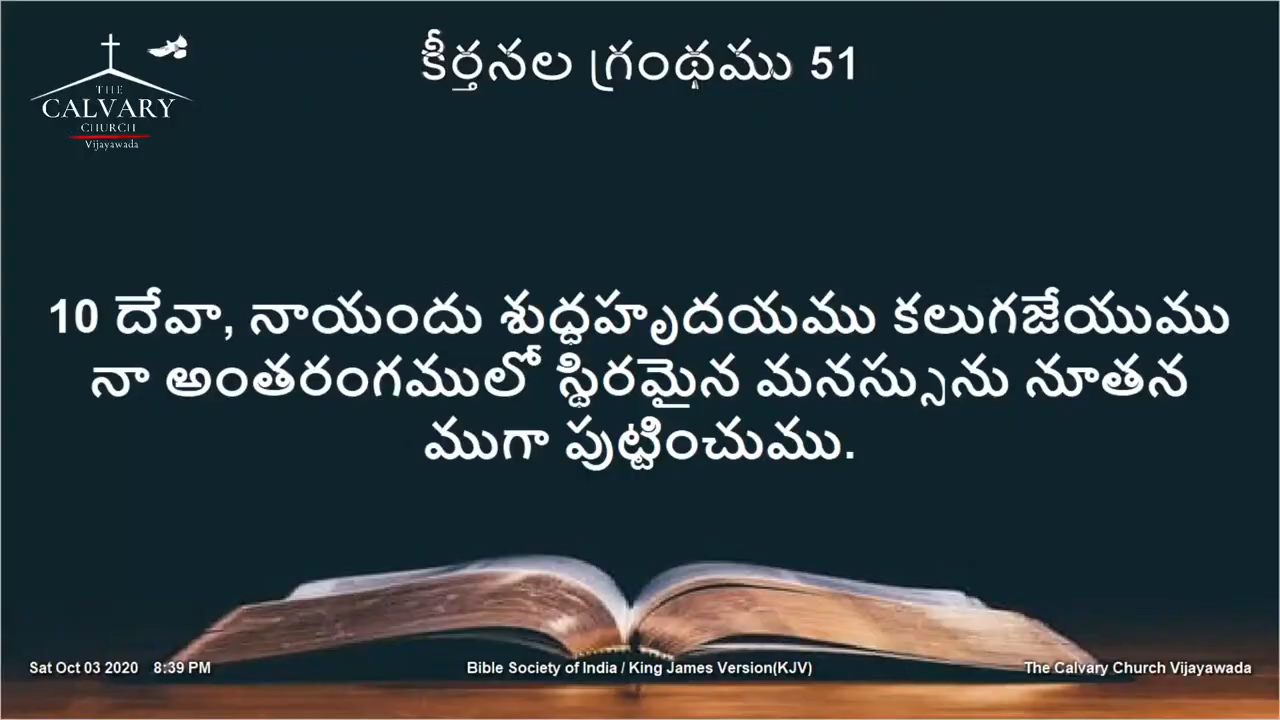 THE
CALVARY
CHURCH
Vijayawada
కీర్తనల గ్రంథము 51
10 దేవా, నాయందు శుద్ధహృదయము కలుగజేయుము
నా అంతరంగములో స్థిరమైన మనస్సును నూతన
ముగా పుట్టించుము.
Sat Oct 03 2020 8:39 PM
Bible Society of India / King James Version(KJV)
The Calvary Church Vijayawada